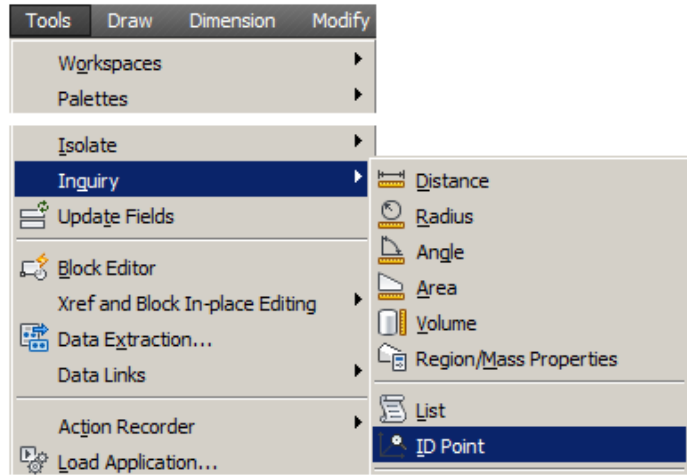 Tools Draw Dimension Modify
Workspaces
Palettes
Isolate
Inquiry
Update Fields
Block Editor
Xref and Block In-place Editing
Data Extraction...
Data Links
Action Recorder
Load Application...
Distance
Radius
Angle
Area
Volume
Region/Mass Properties
List
ID Point